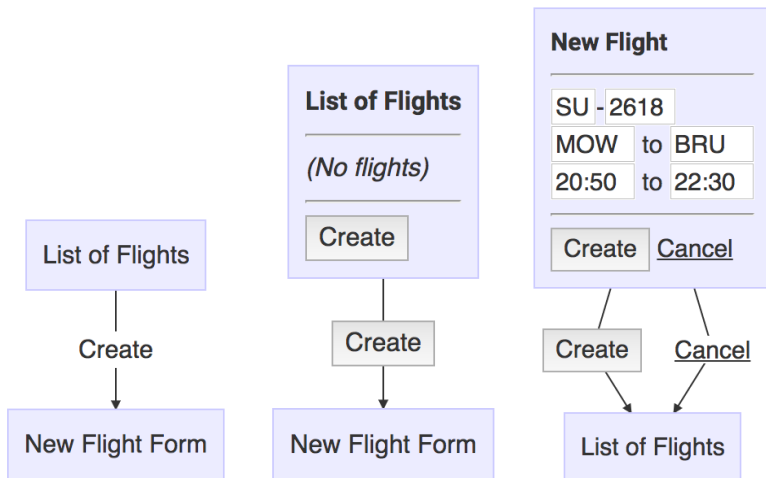 List of Flights
Create
New Flight Form
List of Flights
(No flights)
Create
Create
New Flight Form
New Flight
SU - 2618
MOW to BRU
20:50 to 22:30
Create Cancel
Create Cancel
List of Flights